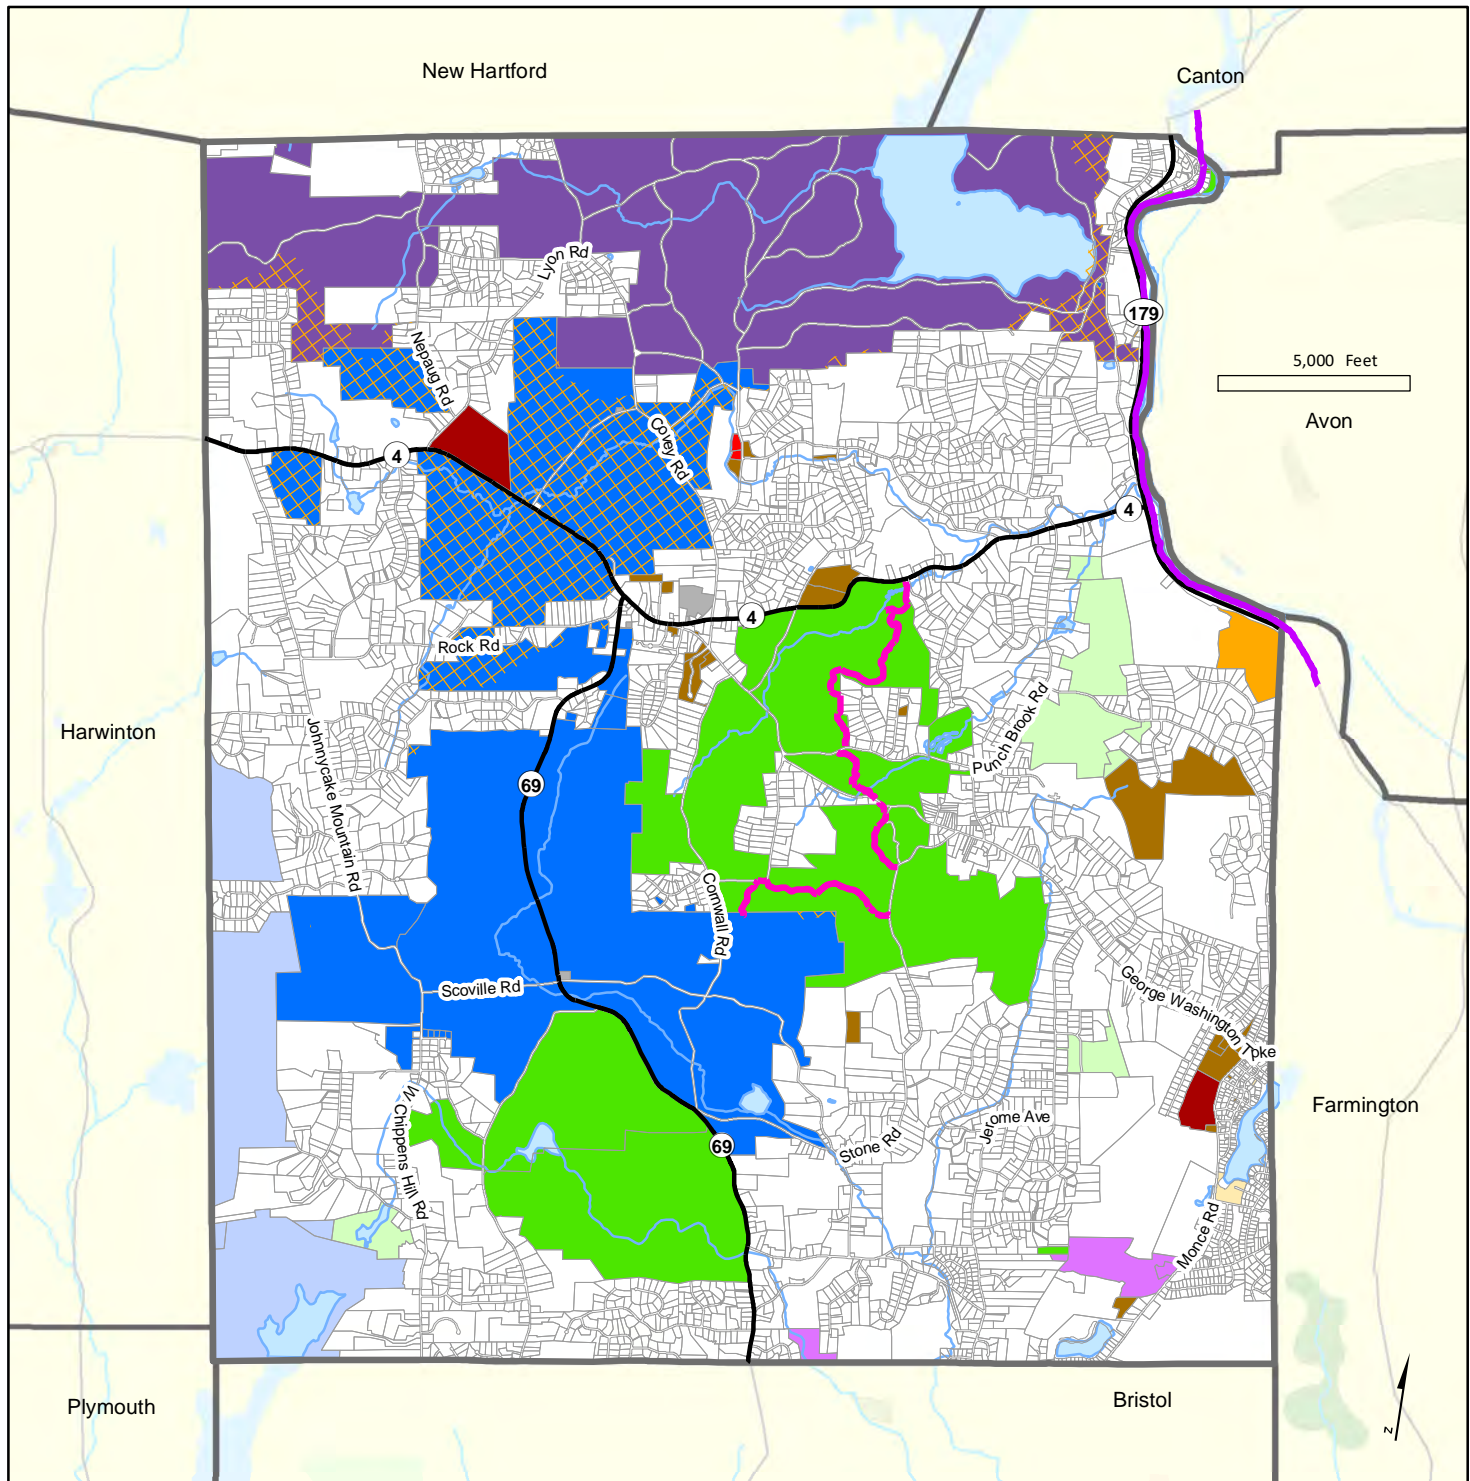 New Hartford
Canton
Lyon Rd
179
5,000 Feet
Nepaug Rd
Avon
Covey Rd
4
4
4
Rock Rd
Harwinton
Punch Brook Rd
Johnnycake Mountain Rd
69
Cornwall Rd
Scoville Rd
George Washington Tpke
W Chippens Hill Rd
Farmington
Jerome Ave
Stone Rd
69
Monce Rd
Plymouth
Bristol
N